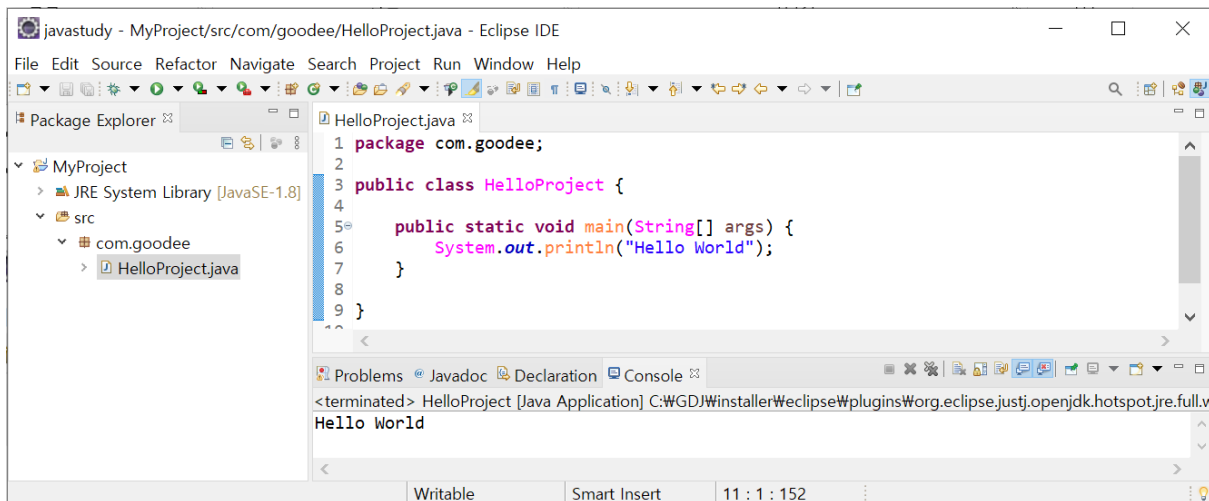 javastudy - MyProject/src/com/goodee/HelloProject.java - Eclipse IDE
File Edit Source Refactor Navigate Search Project Run Window Help
Package Explorer
MyProject
JRE System Library [JavaSE-1.8]
src
com.goodee
HelloProject.java
HelloProject.java
1 package com.goodee;
2
3 public class HelloProject {
4
5 public static void main(String[] args) {
6 System.out.println("Hello World");
7 }
8
9 }
Problems @ Javadoc Declaration Console
<terminated> HelloProject [Java Application] C:₩GDJ₩installer₩eclipse₩plugins₩org.eclipse.justj.openjdk.hotspot.jre.full.w
Hello World
Writable Smart Insert 11 : 1 : 152